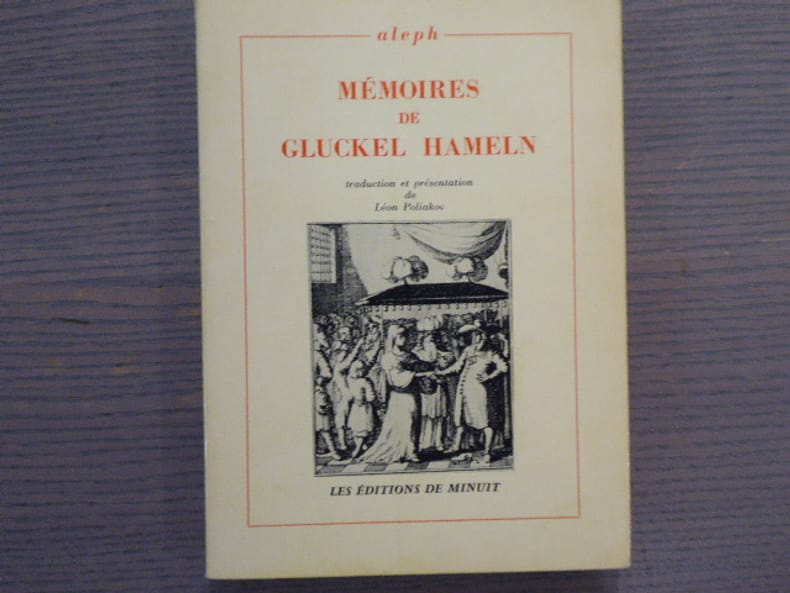 aleph
MÉMOIRES
DE
GLUCKEL HAMELN
traduction et présentation
de
Léon Poliakov
LES ÉDITIONS DE MINUIT